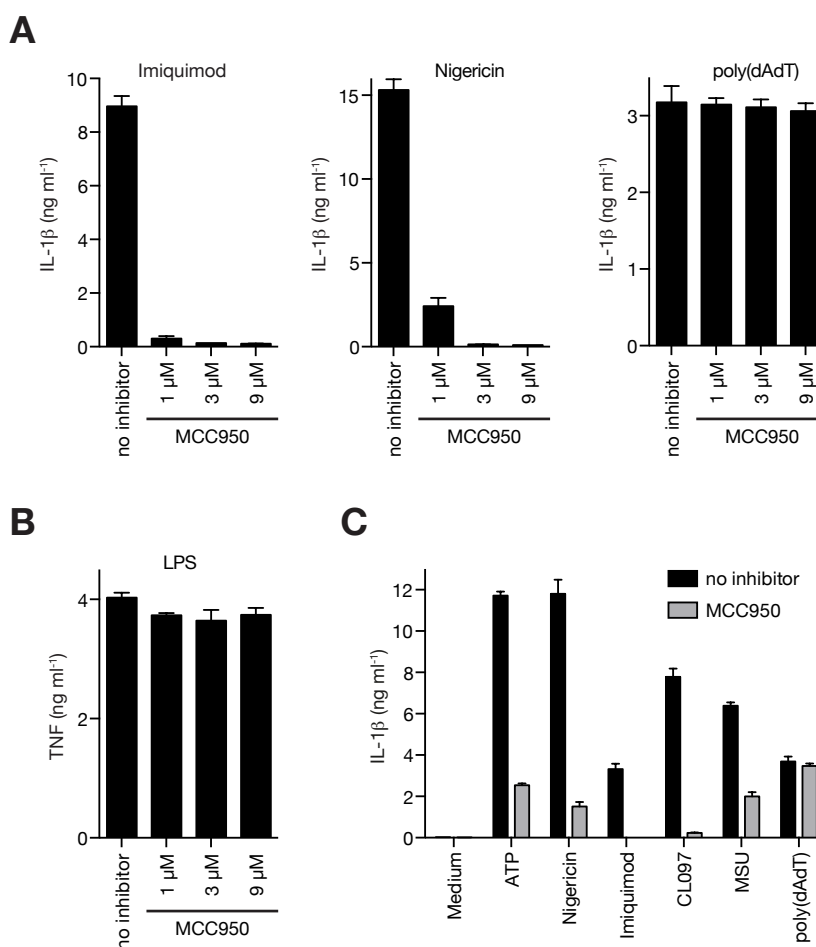 A
Imiquimod
IL-1β (ng ml⁻¹)
10
8
6
4
2
0
no inhibitor
1 µM
3 µM
9 µM
MCC950
Nigericin
IL-1β (ng ml⁻¹)
15
10
5
0
no inhibitor
1 µM
3 µM
9 µM
MCC950
poly(dAdT)
IL-1β (ng ml⁻¹)
3
2
1
0
no inhibitor
1 µM
3 µM
9 µM
MCC950
B
LPS
TNF (ng ml⁻¹)
4
2
0
no inhibitor
1 µM
3 µM
9 µM
MCC950
C
no inhibitor
MCC950
IL-1β (ng ml⁻¹)
12
10
8
6
4
2
0
Medium
ATP
Nigericin
Imiquimod
CL097
MSU
poly(dAdT)